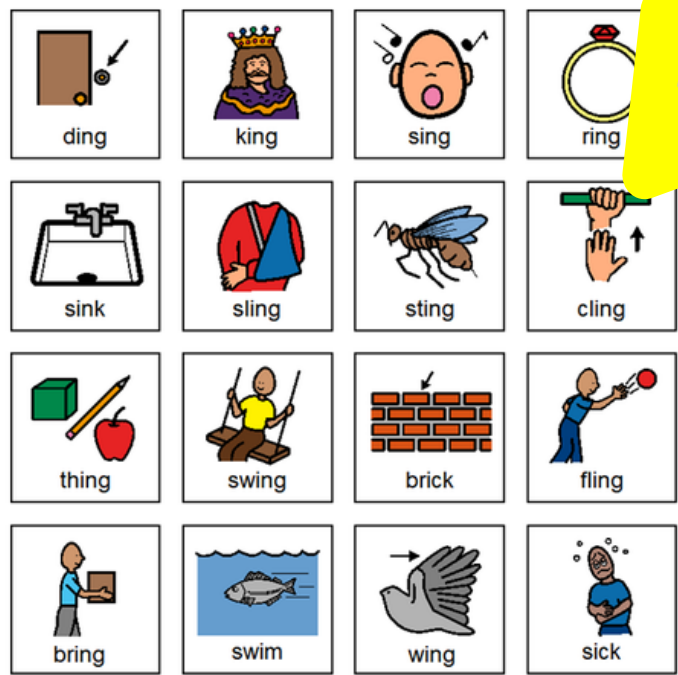 ding king sing ring
sink sling sting cling
thing swing brick fling
bring swim wing sick